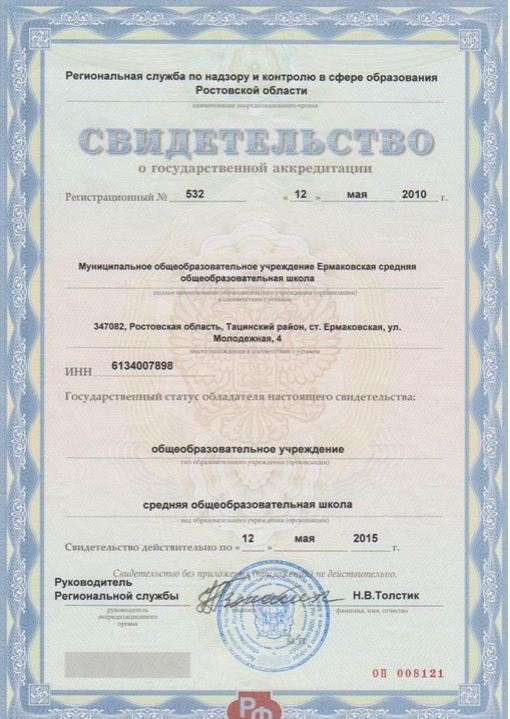 Региональная служба по надзору и контролю в сфере образования
Ростовской области
наименование аккредитационного органа
СВИДЕТЕЛЬСТВО
о государственной аккредитации
Регистрационный № 532 « 12 » мая 2010 г.
Муниципальное общеобразовательное учреждение Ермаковская средняя
общеобразовательная школа
полное наименование образовательного учреждения (организации)
в соответствии с уставом
347082, Ростовская область, Тацинский район, ст. Ермаковская, ул.
Молодежная, 4
место нахождения в соответствии с уставом
ИНН 6134007898
Государственный статус обладателя настоящего свидетельства:
общеобразовательное учреждение
тип образовательного учреждения (организации)
средняя общеобразовательная школа
вид образовательного учреждения (организации)
Свидетельство действительно по « 12 » мая 2015 г.
Свидетельство без приложения (приложений) не действительно.
Руководитель
Региональной службы Н.В.Толстик
руководитель подпись фамилия, имя, отчество
аккредитационного
органа
М.П.
ОП 008121
РФ